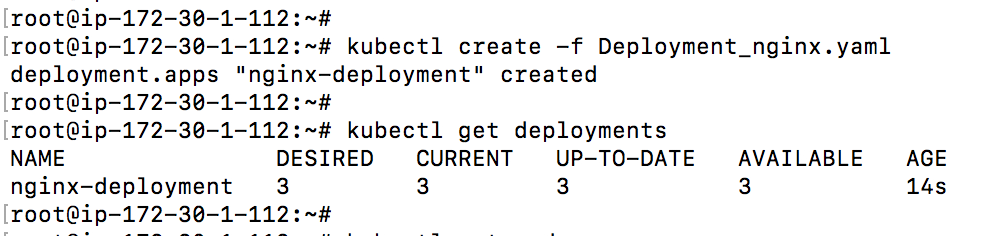 [root@ip-172-30-1-112:~#
[root@ip-172-30-1-112:~# kubectl create -f Deployment_nginx.yaml
deployment.apps "nginx-deployment" created
[root@ip-172-30-1-112:~#
[root@ip-172-30-1-112:~# kubectl get deployments
NAME DESIRED CURRENT UP-TO-DATE AVAILABLE AGE
nginx-deployment 3 3 3 3 14s
[root@ip-172-30-1-112:~#